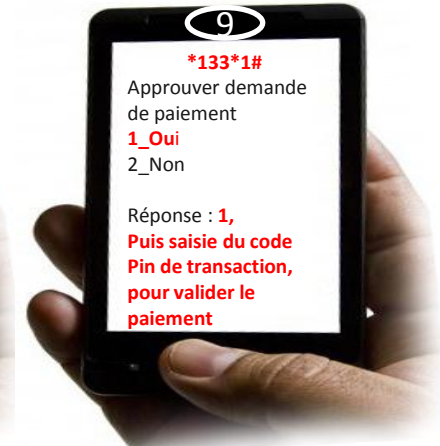 9
*133*1#
Approuver demande
de paiement
1_Oui
2_Non
Réponse : 1,
Puis saisie du code
Pin de transaction,
pour valider le
paiement